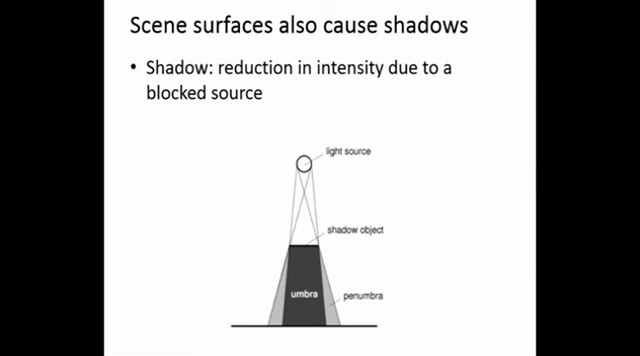 Scene surfaces also cause shadows
• Shadow: reduction in intensity due to a
blocked source
light source
shadow object
umbra
penumbra